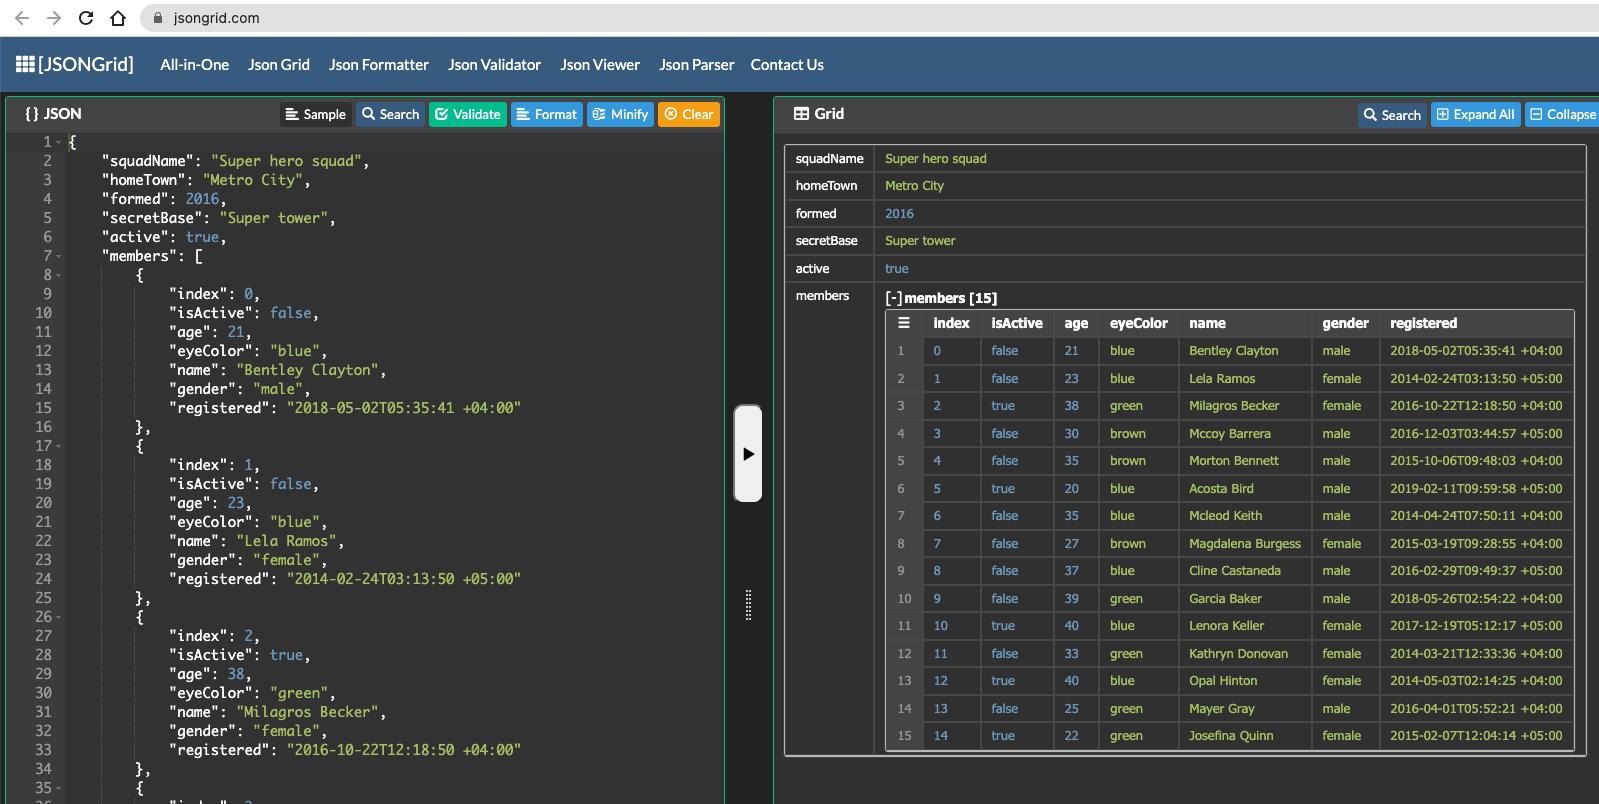 jsongrid.com
[JSONGrid] All-in-One Json Grid Json Formatter Json Validator Json Viewer Json Parser Contact Us
{} JSON Sample Search Validate Format Minify Clear
1 {
2 "squadName": "Super hero squad",
3 "homeTown": "Metro City",
4 "formed": 2016,
5 "secretBase": "Super tower",
6 "active": true,
7 "members": [
8 {
9 "index": 0,
10 "isActive": false,
11 "age": 21,
12 "eyeColor": "blue",
13 "name": "Bentley Clayton",
14 "gender": "male",
15 "registered": "2018-05-02T05:35:41 +04:00"
16 },
17 {
18 "index": 1,
19 "isActive": false,
20 "age": 23,
21 "eyeColor": "blue",
22 "name": "Lela Ramos",
23 "gender": "female",
24 "registered": "2014-02-24T03:13:50 +05:00"
25 },
26 {
27 "index": 2,
28 "isActive": true,
29 "age": 38,
30 "eyeColor": "green",
31 "name": "Milagros Becker",
32 "gender": "female",
33 "registered": "2016-10-22T12:18:50 +04:00"
34 },
35 {
Grid Search Expand All Collapse
squadName Super hero squad
homeTown Metro City
formed 2016
secretBase Super tower
active true
members [-]members [15]
index isActive age eyeColor name gender registered
1 0 false 21 blue Bentley Clayton male 2018-05-02T05:35:41 +04:00
2 1 false 23 blue Lela Ramos female 2014-02-24T03:13:50 +05:00
3 2 true 38 green Milagros Becker female 2016-10-22T12:18:50 +04:00
4 3 false 30 brown Mccoy Barrera male 2016-12-03T03:44:57 +05:00
5 4 false 35 brown Morton Bennett male 2015-10-06T09:48:03 +04:00
6 5 true 20 blue Acosta Bird male 2019-02-11T09:59:58 +05:00
7 6 false 35 blue Mcleod Keith male 2014-04-24T07:50:11 +04:00
8 7 false 27 brown Magdalena Burgess female 2015-03-19T09:28:55 +04:00
9 8 false 37 blue Cline Castaneda male 2016-02-29T09:49:37 +05:00
10 9 false 39 green Garcia Baker male 2018-05-26T02:54:22 +04:00
11 10 true 40 blue Lenora Keller female 2017-12-19T05:12:17 +05:00
12 11 false 33 green Kathryn Donovan female 2014-03-21T12:33:36 +04:00
13 12 true 40 blue Opal Hinton female 2014-05-03T02:14:25 +04:00
14 13 false 25 green Mayer Gray male 2016-04-01T05:52:21 +04:00
15 14 true 22 green Josefina Quinn female 2015-02-07T12:04:14 +05:00